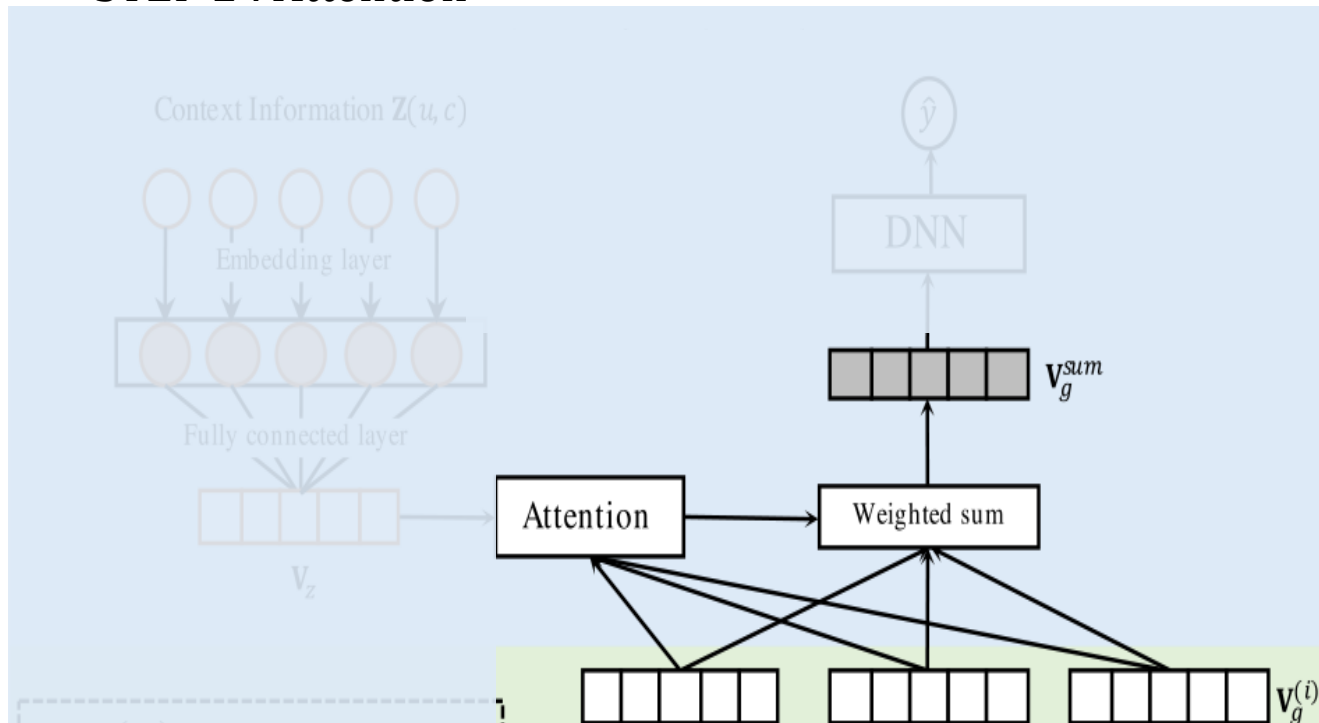 Context Information Z(u, c)
ŷ
Embedding layer
DNN
V_g^{sum}
Fully connected layer
Attention
Weighted sum
V_z
V_g^{(i)}